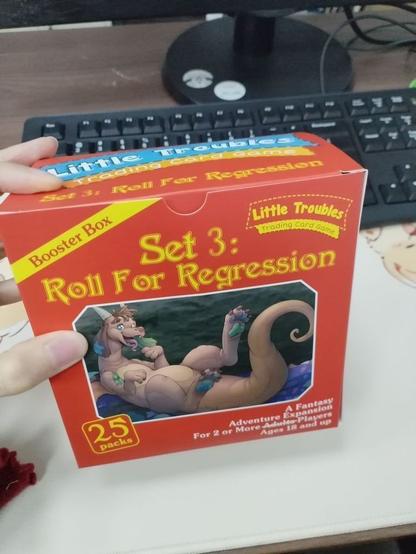 Little Troubles
Trading Card Game
Set 3: Roll For Regression
Booster Box
Little Troubles
Trading Card Game
Set 3:
Roll For Regression
25
packs
A Fantasy
Adventure Expansion
For 2 or More Adults Players
Ages 18 and up